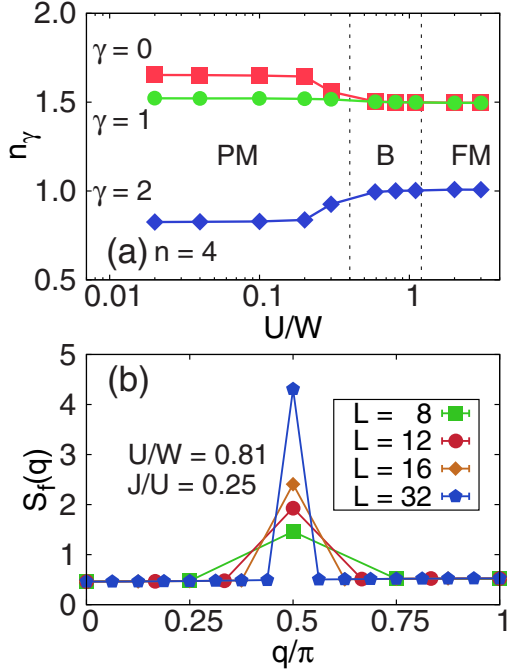 2.0
γ = 0
1.5
γ = 1
n_γ
PM
B
FM
1.0
γ = 2
(a) n = 4
0.5
0.01
0.1
1
U/W
5
(b)
4
L = 8
L = 12
L = 16
L = 32
U/W = 0.81
J/U = 0.25
3
S_f(q)
2
1
0
0
0.25
0.5
0.75
1
q/π